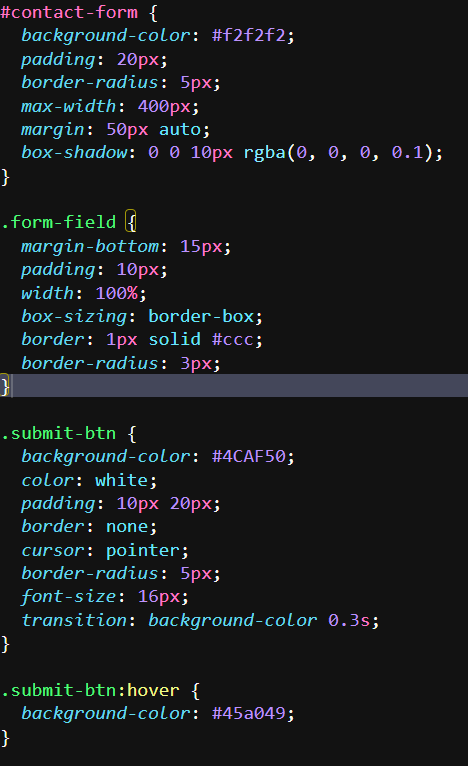 #contact-form {
  background-color: #f2f2f2;
  padding: 20px;
  border-radius: 5px;
  max-width: 400px;
  margin: 50px auto;
  box-shadow: 0 0 10px rgba(0, 0, 0, 0.1);
}

.form-field {
  margin-bottom: 15px;
  padding: 10px;
  width: 100%;
  box-sizing: border-box;
  border: 1px solid #ccc;
  border-radius: 3px;
}

.submit-btn {
  background-color: #4CAF50;
  color: white;
  padding: 10px 20px;
  border: none;
  cursor: pointer;
  border-radius: 5px;
  font-size: 16px;
  transition: background-color 0.3s;
}

.submit-btn:hover {
  background-color: #45a049;
}